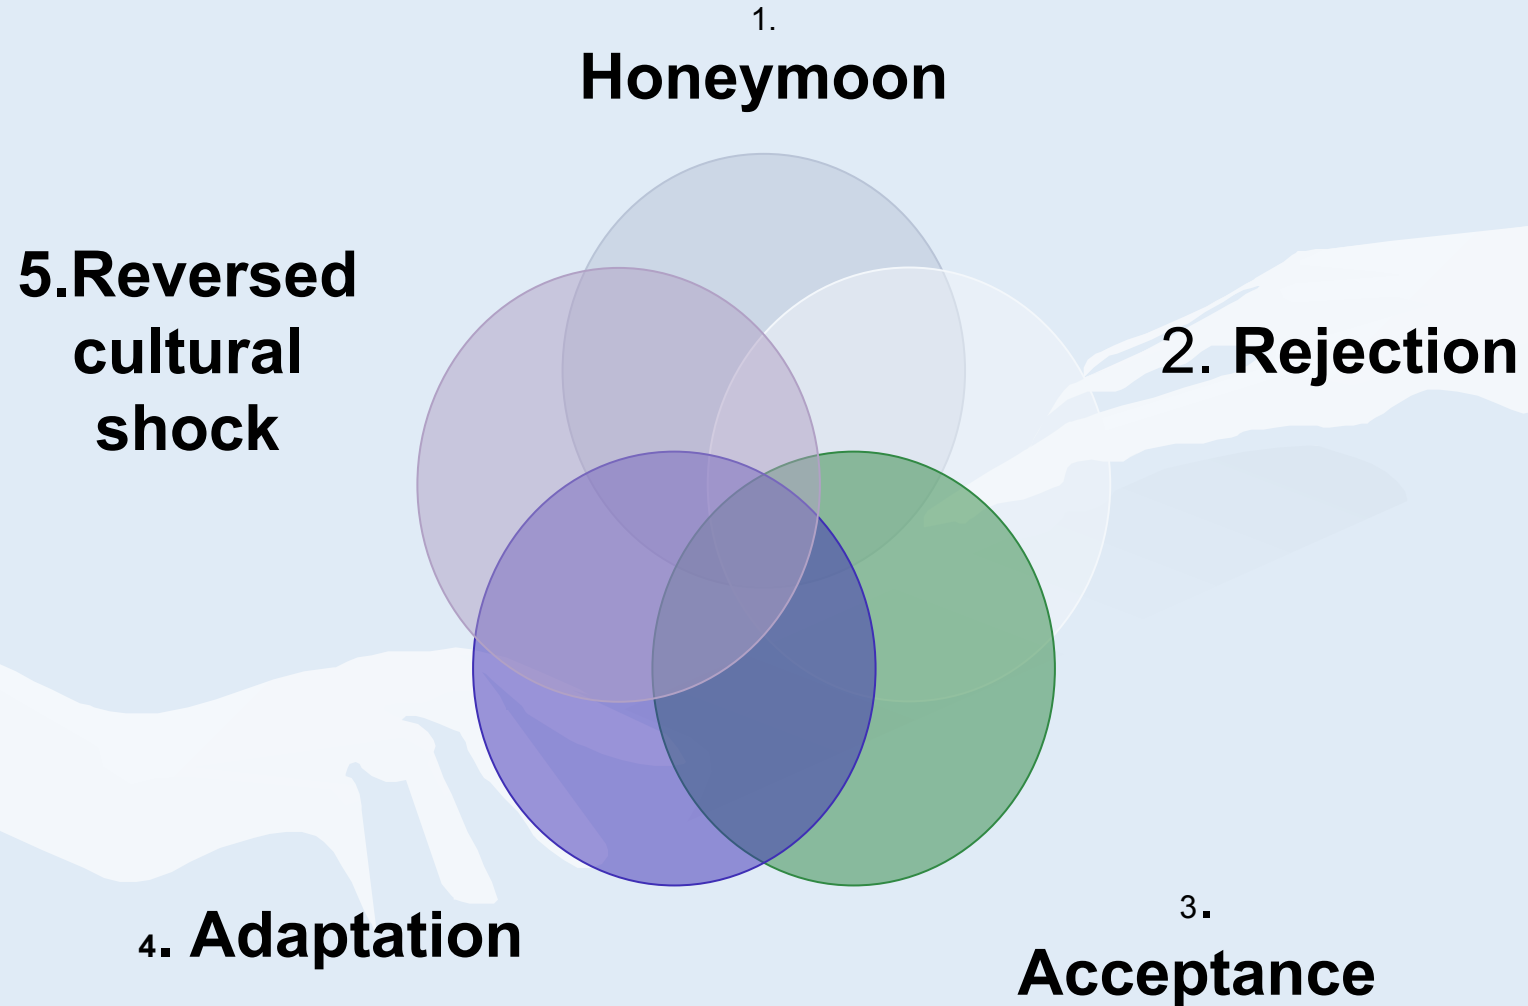 1.
Honeymoon
2. Rejection
3.
Acceptance
4. Adaptation
5.Reversed
cultural
shock